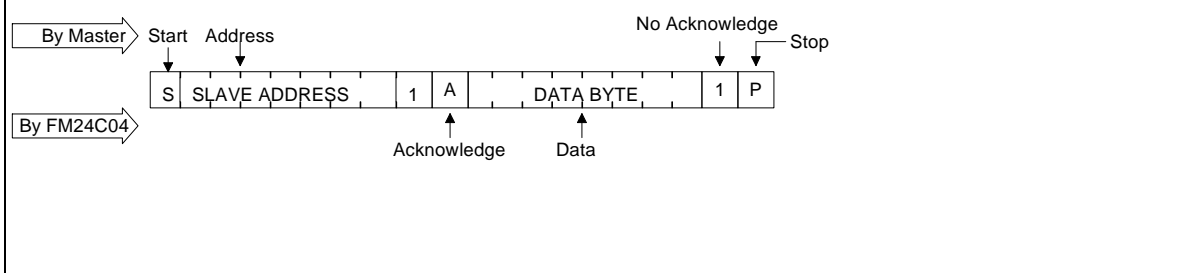 No Acknowledge
By Master Start Address Stop
S SLAVE ADDRESS 1 A DATA BYTE 1 P
By FM24C04
Acknowledge Data